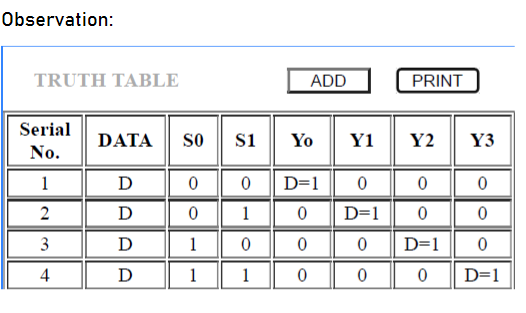 Observation:
TRUTH TABLE ADD PRINT
Serial No. DATA S0 S1 Yo Y1 Y2 Y3
1 D 0 0 D=1 0 0 0
2 D 0 1 0 D=1 0 0
3 D 1 0 0 0 D=1 0
4 D 1 1 0 0 0 D=1